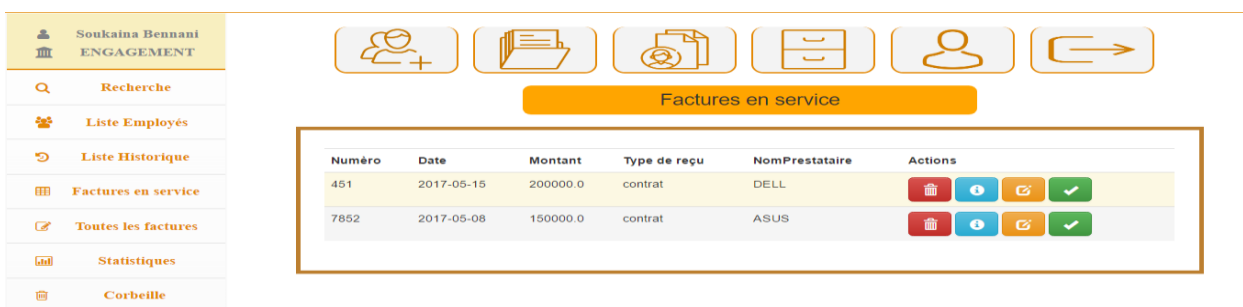 Soukaina Bennani
ENGAGEMENT
Recherche
Liste Employés
Liste Historique
Factures en service
Toutes les factures
Statistiques
Corbeille
Factures en service
Numéro Date Montant Type de reçu NomPrestataire Actions
451 2017-05-15 200000.0 contrat DELL
7852 2017-05-08 150000.0 contrat ASUS